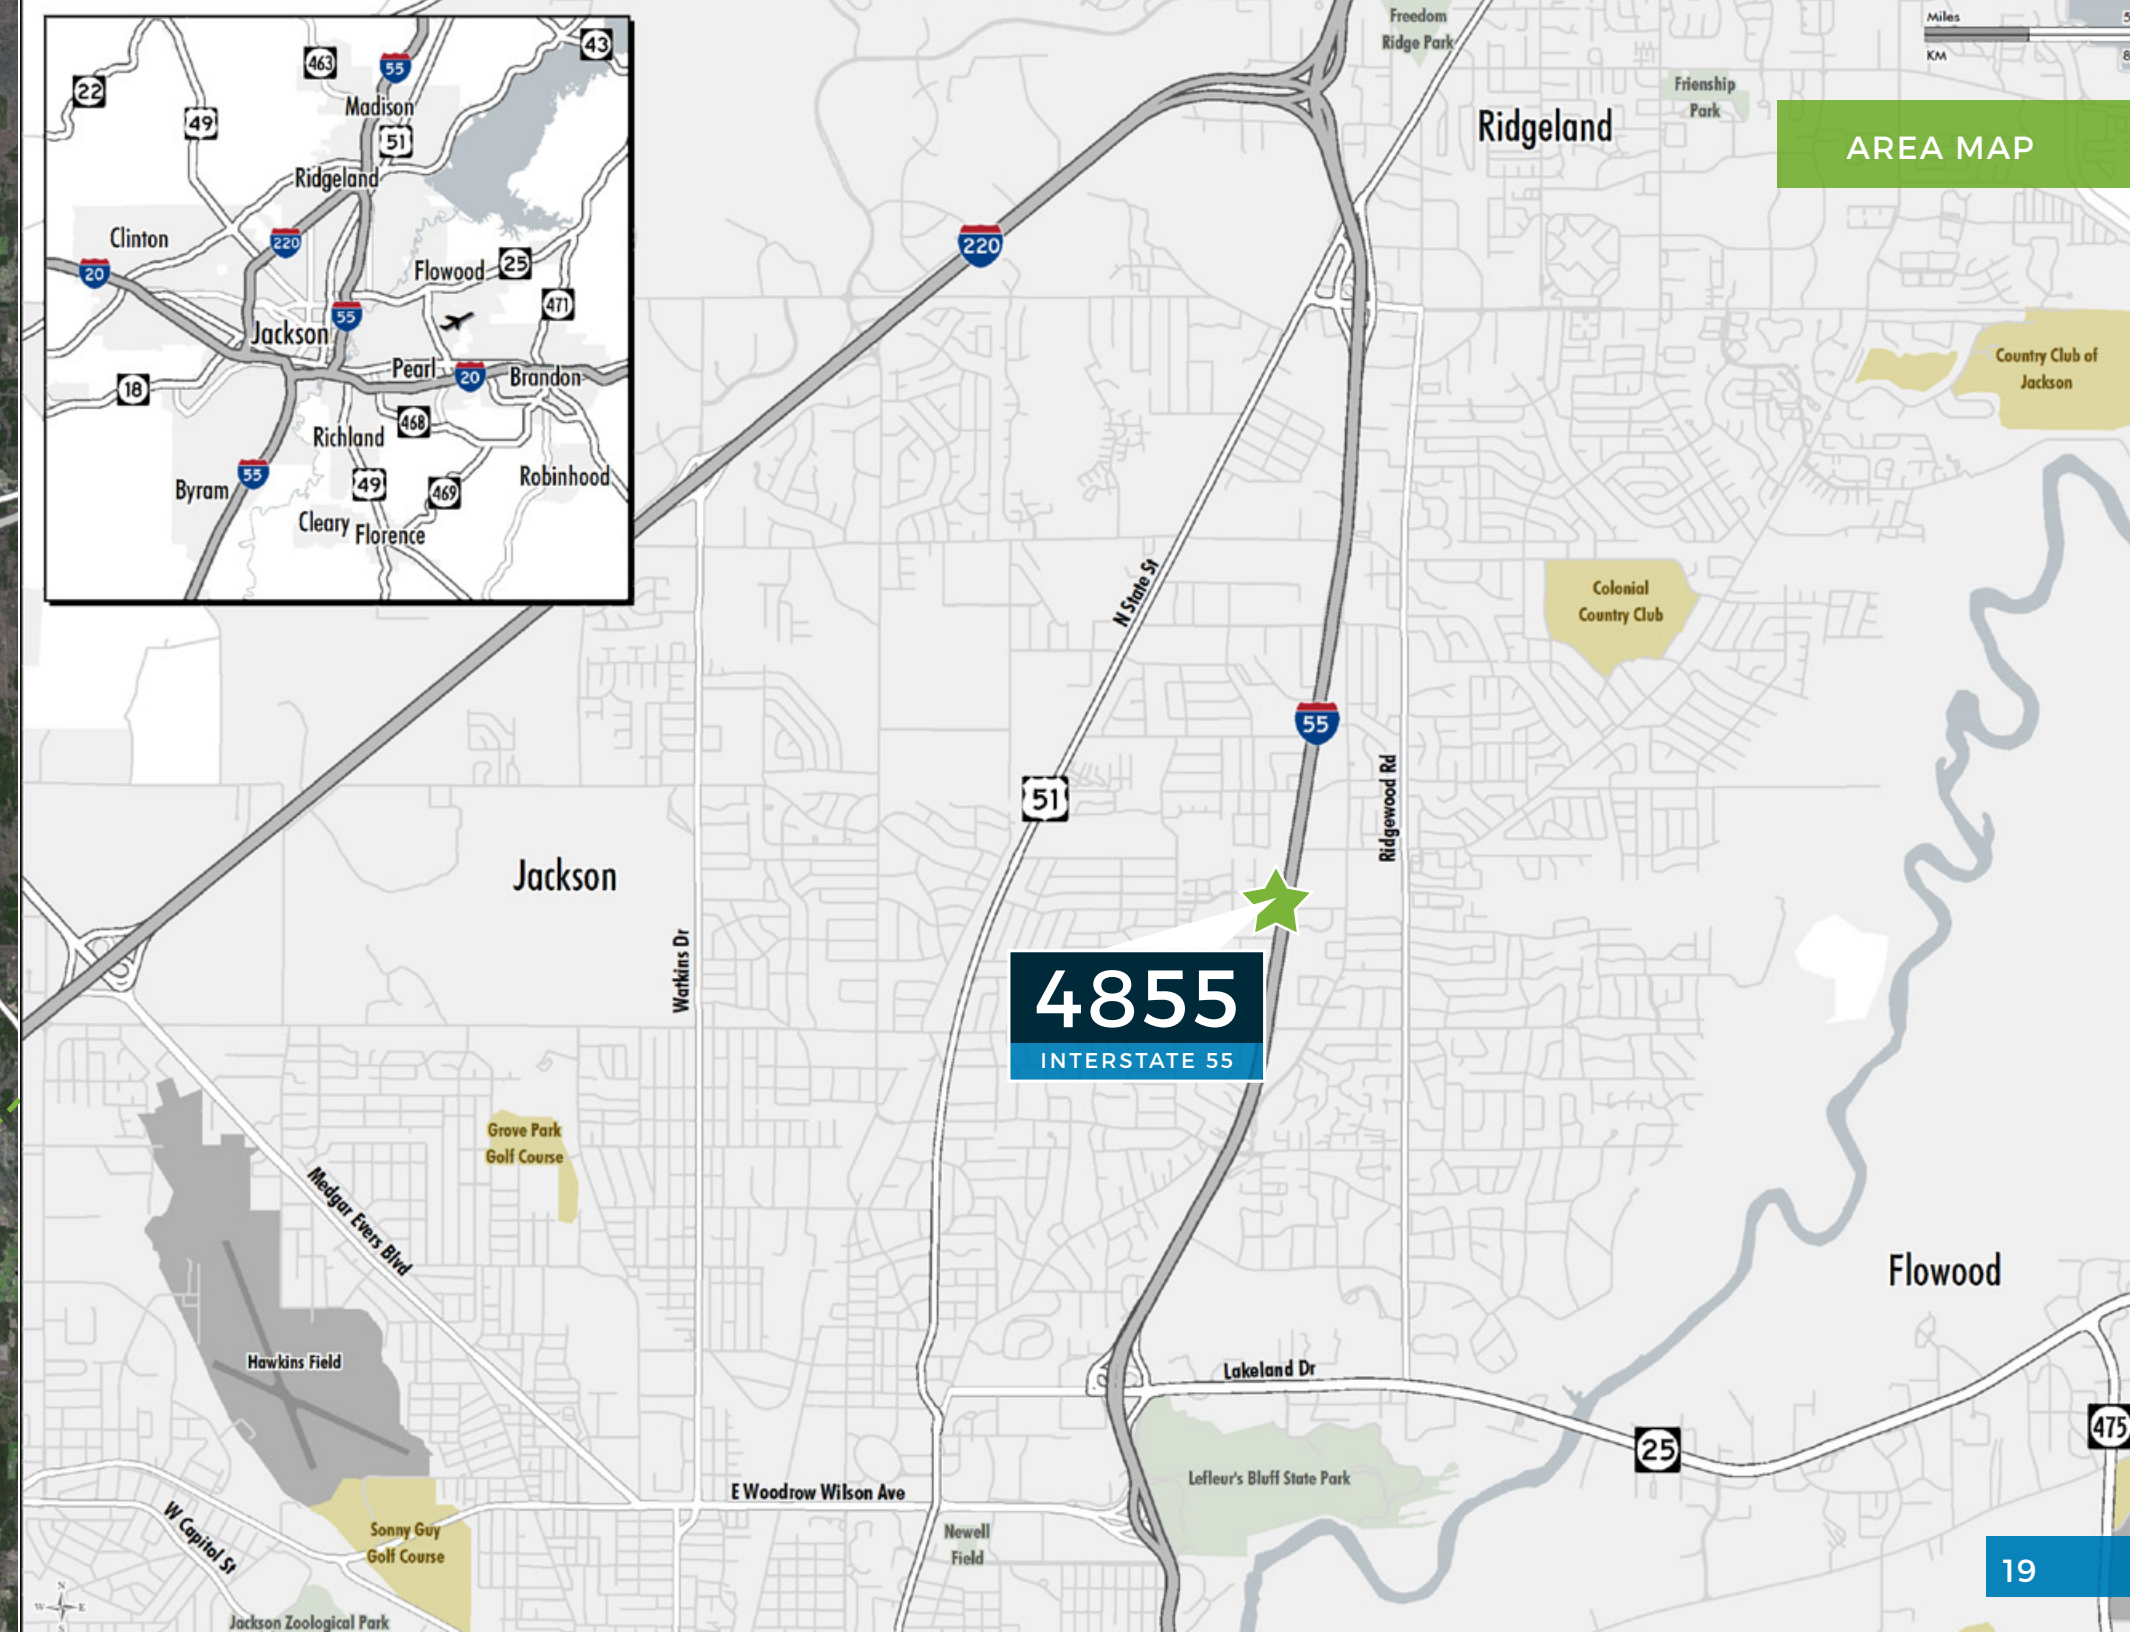 43
463
55
22
Madison
49
51
Ridgeland
Clinton
220
20
Flowood
25
471
55
Jackson
Pearl
20
Brandon
18
468
Richland
55
49
469
Robinhood
Byram
Cleary
Florence
Freedom
Ridge Park
Miles
5
KM
8
Frienship
Park
Ridgeland
AREA MAP
220
Country Club of
Jackson
N State St
Colonial
Country Club
55
51
Ridgewood Rd
Jackson
Watkins Dr
4855
INTERSTATE 55
Grove Park
Golf Course
Medgar Evers Blvd
Flowood
Hawkins Field
Lakeland Dr
475
25
Lefleur's Bluff State Park
E Woodrow Wilson Ave
W Capitol St
Sonny Guy
Golf Course
Newell
Field
19
N
W E
S
Jackson Zoological Park